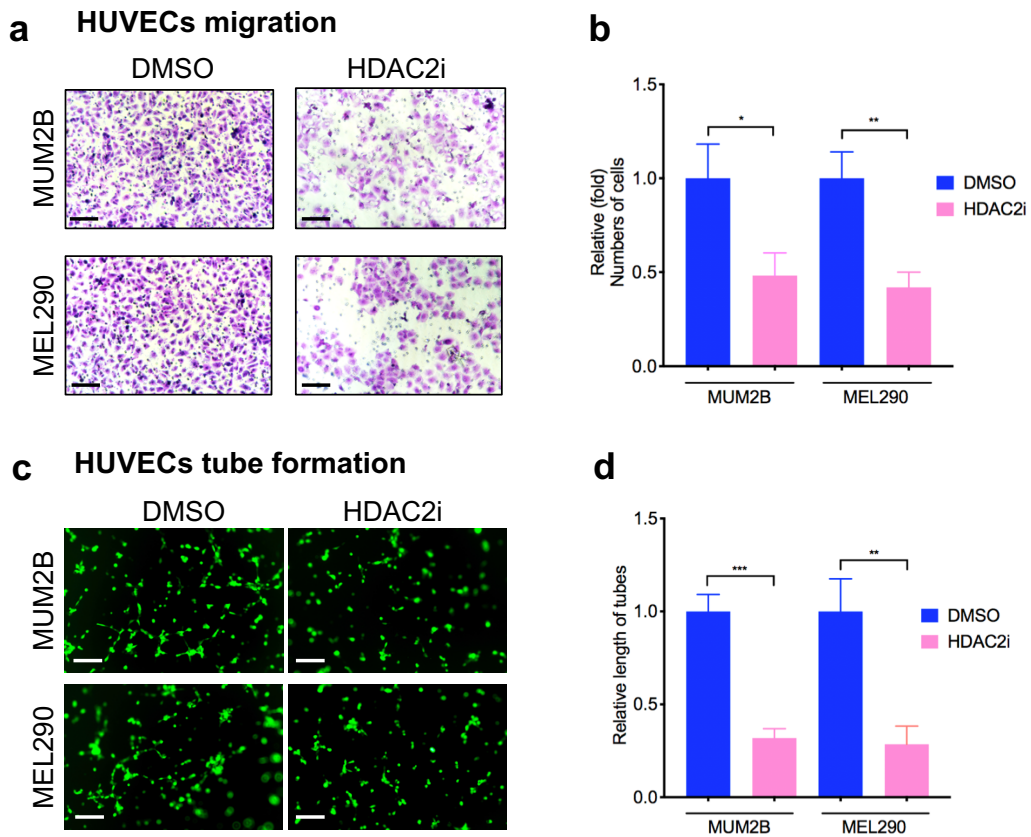 a HUVECs migration
DMSO HDAC2i
MUM2B
MEL290
b
1.5
1.0
0.5
0.0
Relative (fold)
Numbers of cells
* **
DMSO
HDAC2i
MUM2B MEL290
c HUVECs tube formation
DMSO HDAC2i
MUM2B
MEL290
d
1.5
1.0
0.5
0.0
Relative length of tubes
*** **
DMSO
HDAC2i
MUM2B MEL290